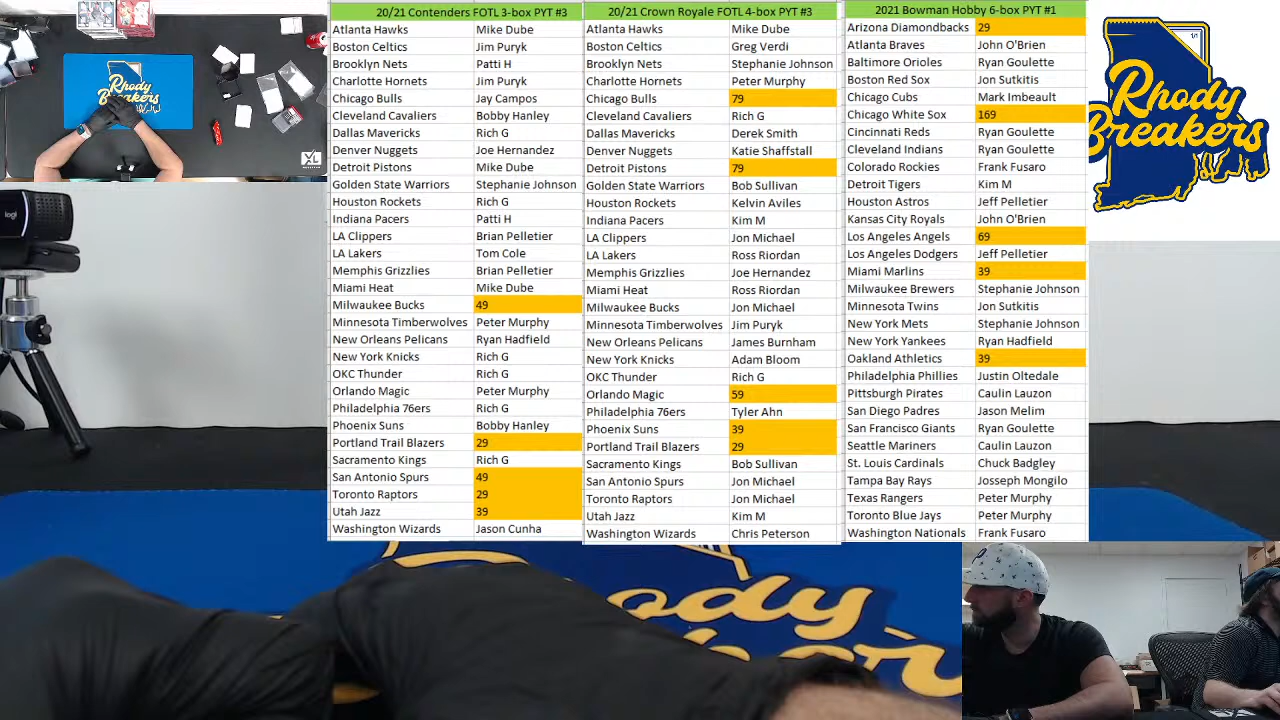 20/21 Contenders FOTL 3-box PYT #3
Atlanta Hawks Mike Dube
Boston Celtics Jim Puryk
Brooklyn Nets Patti H
Charlotte Hornets Jim Puryk
Chicago Bulls Jay Campos
Cleveland Cavaliers Bobby Hanley
Dallas Mavericks Rich G
Denver Nuggets Joe Hernandez
Detroit Pistons Mike Dube
Golden State Warriors Stephanie Johnson
Houston Rockets Rich G
Indiana Pacers Patti H
LA Clippers Brian Pelletier
LA Lakers Tom Cole
Memphis Grizzlies Brian Pelletier
Miami Heat Mike Dube
Milwaukee Bucks 49
Minnesota Timberwolves Peter Murphy
New Orleans Pelicans Ryan Hadfield
New York Knicks Rich G
OKC Thunder Rich G
Orlando Magic Peter Murphy
Philadelphia 76ers Rich G
Phoenix Suns Bobby Hanley
Portland Trail Blazers 29
Sacramento Kings Rich G
San Antonio Spurs 49
Toronto Raptors 29
Utah Jazz 39
Washington Wizards Jason Cunha
20/21 Crown Royale FOTL 4-box PYT #3
Atlanta Hawks Mike Dube
Boston Celtics Greg Verdi
Brooklyn Nets Stephanie Johnson
Charlotte Hornets Peter Murphy
Chicago Bulls 79
Cleveland Cavaliers Rich G
Dallas Mavericks Derek Smith
Denver Nuggets Katie Shaffstall
Detroit Pistons 79
Golden State Warriors Bob Sullivan
Houston Rockets Kelvin Aviles
Indiana Pacers Kim M
LA Clippers Jon Michael
LA Lakers Ross Riordan
Memphis Grizzlies Joe Hernandez
Miami Heat Ross Riordan
Milwaukee Bucks Jon Michael
Minnesota Timberwolves Jim Puryk
New Orleans Pelicans James Burnham
New York Knicks Adam Bloom
OKC Thunder Rich G
Orlando Magic 59
Philadelphia 76ers Tyler Ahn
Phoenix Suns 39
Portland Trail Blazers 29
Sacramento Kings Bob Sullivan
San Antonio Spurs Jon Michael
Toronto Raptors Jon Michael
Utah Jazz Kim M
Washington Wizards Chris Peterson
2021 Bowman Hobby 6-box PYT #1
Arizona Diamondbacks 29
Atlanta Braves John O'Brien
Baltimore Orioles Ryan Goulette
Boston Red Sox Jon Sutkitis
Chicago Cubs Mark Imbeault
Chicago White Sox 169
Cincinnati Reds Ryan Goulette
Cleveland Indians Ryan Goulette
Colorado Rockies Frank Fusaro
Detroit Tigers Kim M
Houston Astros Jeff Pelletier
Kansas City Royals John O'Brien
Los Angeles Angels 69
Los Angeles Dodgers Jeff Pelletier
Miami Marlins 39
Milwaukee Brewers Stephanie Johnson
Minnesota Twins Jon Sutkitis
New York Mets Stephanie Johnson
New York Yankees Ryan Hadfield
Oakland Athletics 39
Philadelphia Phillies Justin Oltedale
Pittsburgh Pirates Caulin Lauzon
San Diego Padres Jason Melim
San Francisco Giants Ryan Goulette
Seattle Mariners Caulin Lauzon
St. Louis Cardinals Chuck Badgley
Tampa Bay Rays Josseph Mongilo
Texas Rangers Peter Murphy
Toronto Blue Jays Peter Murphy
Washington Nationals Frank Fusaro
Rhody
Breakers
Rhody
Breakers
XL
logi
Rhody